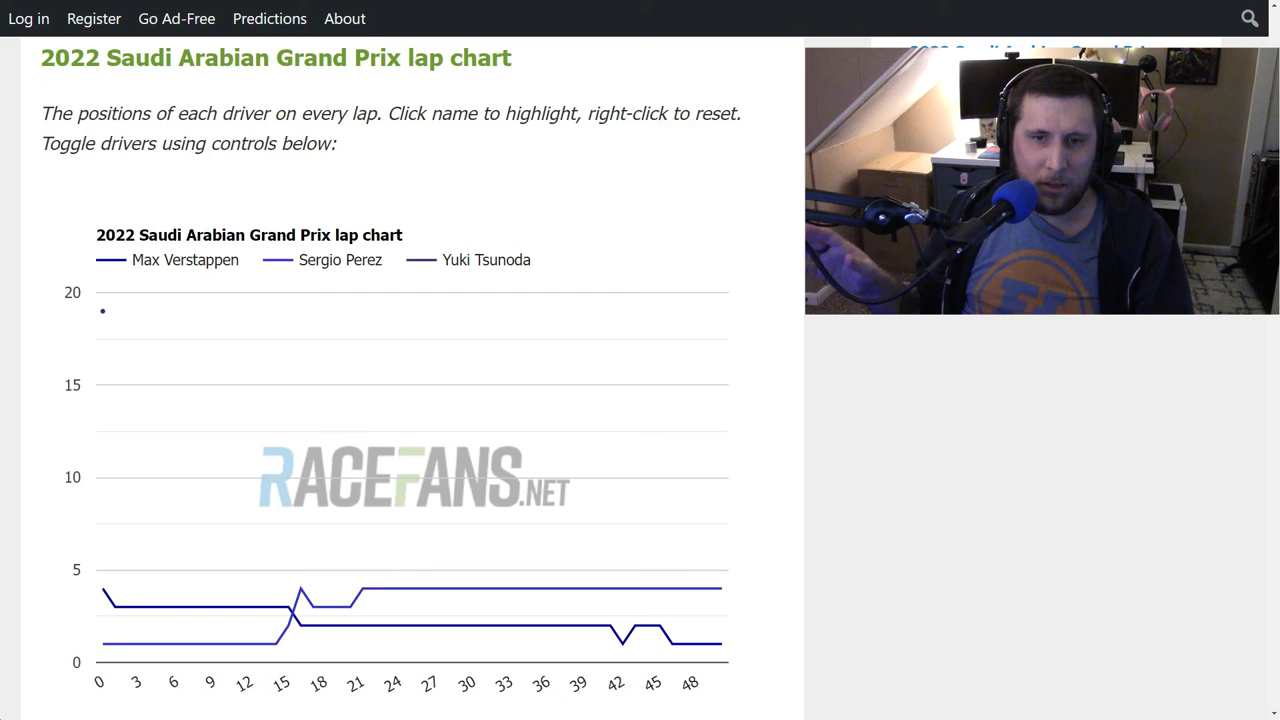 Log in Register Go Ad-Free Predictions About
2022 Saudi Arabian Grand Prix lap chart
The positions of each driver on every lap. Click name to highlight, right-click to reset.
Toggle drivers using controls below:
2022 Saudi Arabian Grand Prix lap chart
Max Verstappen Sergio Perez Yuki Tsunoda
20
15
10
RACEFANS.NET
5
0
0 3 6 9 12 15 18 21 24 27 30 33 36 39 42 45 48